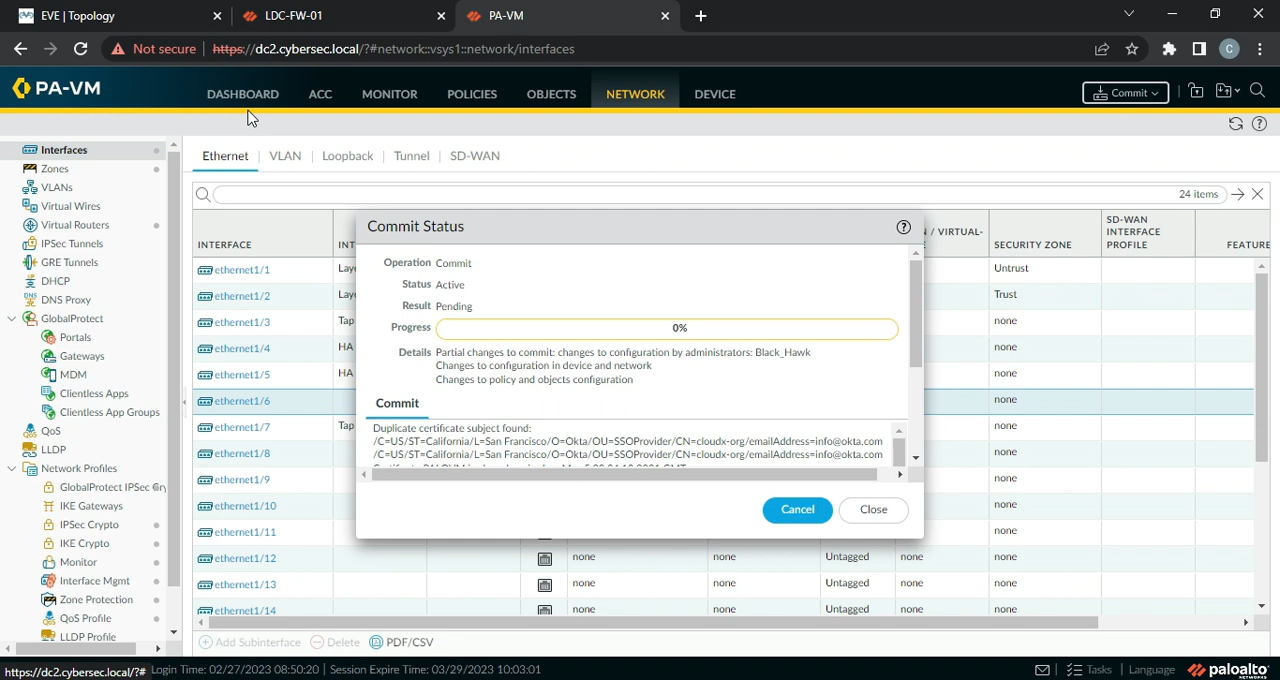 EVE | Topology
LDC-FW-01
PA-VM
Not secure | https://dc2.cybersec.local/?#network::vsys1::network/interfaces
C
PA-VM
DASHBOARD ACC MONITOR POLICIES OBJECTS NETWORK DEVICE
Commit
Interfaces
Zones
VLANs
Virtual Wires
Virtual Routers
IPSec Tunnels
GRE Tunnels
DHCP
DNS Proxy
GlobalProtect
Portals
Gateways
MDM
Clientless Apps
Clientless App Groups
QoS
LLDP
Network Profiles
GlobalProtect IPSec Cry
IKE Gateways
IPSec Crypto
IKE Crypto
Monitor
Interface Mgmt
Zone Protection
QoS Profile
LLDP Profile
Ethernet VLAN Loopback Tunnel SD-WAN
24 items
INTERFACE INT / VIRTUAL- SECURITY ZONE SD-WAN INTERFACE PROFILE FEATURE
ethernet1/1 Laye Untrust
ethernet1/2 Laye Trust
ethernet1/3 Tap none
ethernet1/4 HA none
ethernet1/5 HA none
ethernet1/6 none
ethernet1/7 Tap none
ethernet1/8 none
ethernet1/9 none
ethernet1/10 none
ethernet1/11 none
ethernet1/12 none none Untagged none none
ethernet1/13 none none Untagged none none
ethernet1/14 none none Untagged none none
Commit Status
Operation Commit
Status Active
Result Pending
Progress 0%
Details Partial changes to commit: changes to configuration by administrators: Black_Hawk
Changes to configuration in device and network
Changes to policy and objects configuration
Commit
Duplicate certificate subject found:
/C=US/ST=California/L=San Francisco/O=Okta/OU=SSOProvider/CN=cloudx-org/emailAddress=info@okta.com
/C=US/ST=California/L=San Francisco/O=Okta/OU=SSOProvider/CN=cloudx-org/emailAddress=info@okta.com
Cancel Close
Add Subinterface Delete PDF/CSV
https://dc2.cybersec.local/?# Login Time: 02/27/2023 08:50:20 | Session Expire Time: 03/29/2023 10:03:01
Tasks | Language paloalto
NETWORKS